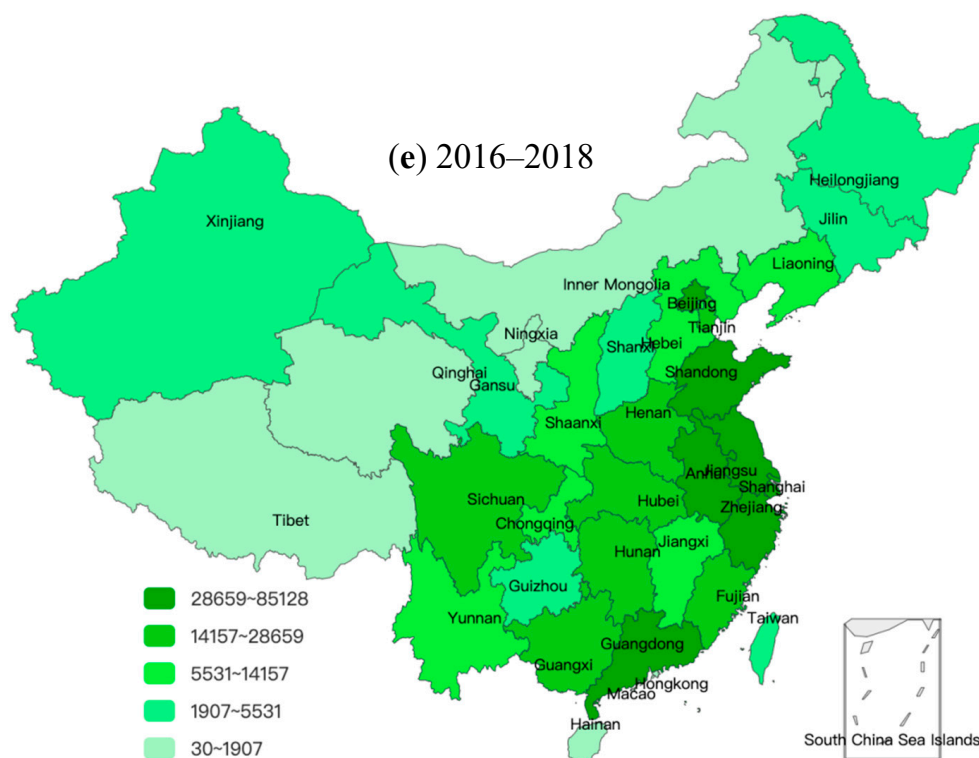 (e) 2016–2018
Heilongjiang
Xinjiang
Jilin
Liaoning
Inner Mongolia
Beijing
Tianjin
Ningxia
Shanxi
Hebei
Qinghai
Shandong
Gansu
Henan
Shaanxi
Anhui
Jiangsu
Shanghai
Sichuan
Hubei
Zhejiang
Tibet
Chongqing
Jiangxi
Hunan
Guizhou
Fujian
Yunnan
Taiwan
Guangdong
Guangxi
Hongkong
Macao
Hainan
South China Sea Islands
28659~85128
14157~28659
5531~14157
1907~5531
30~1907